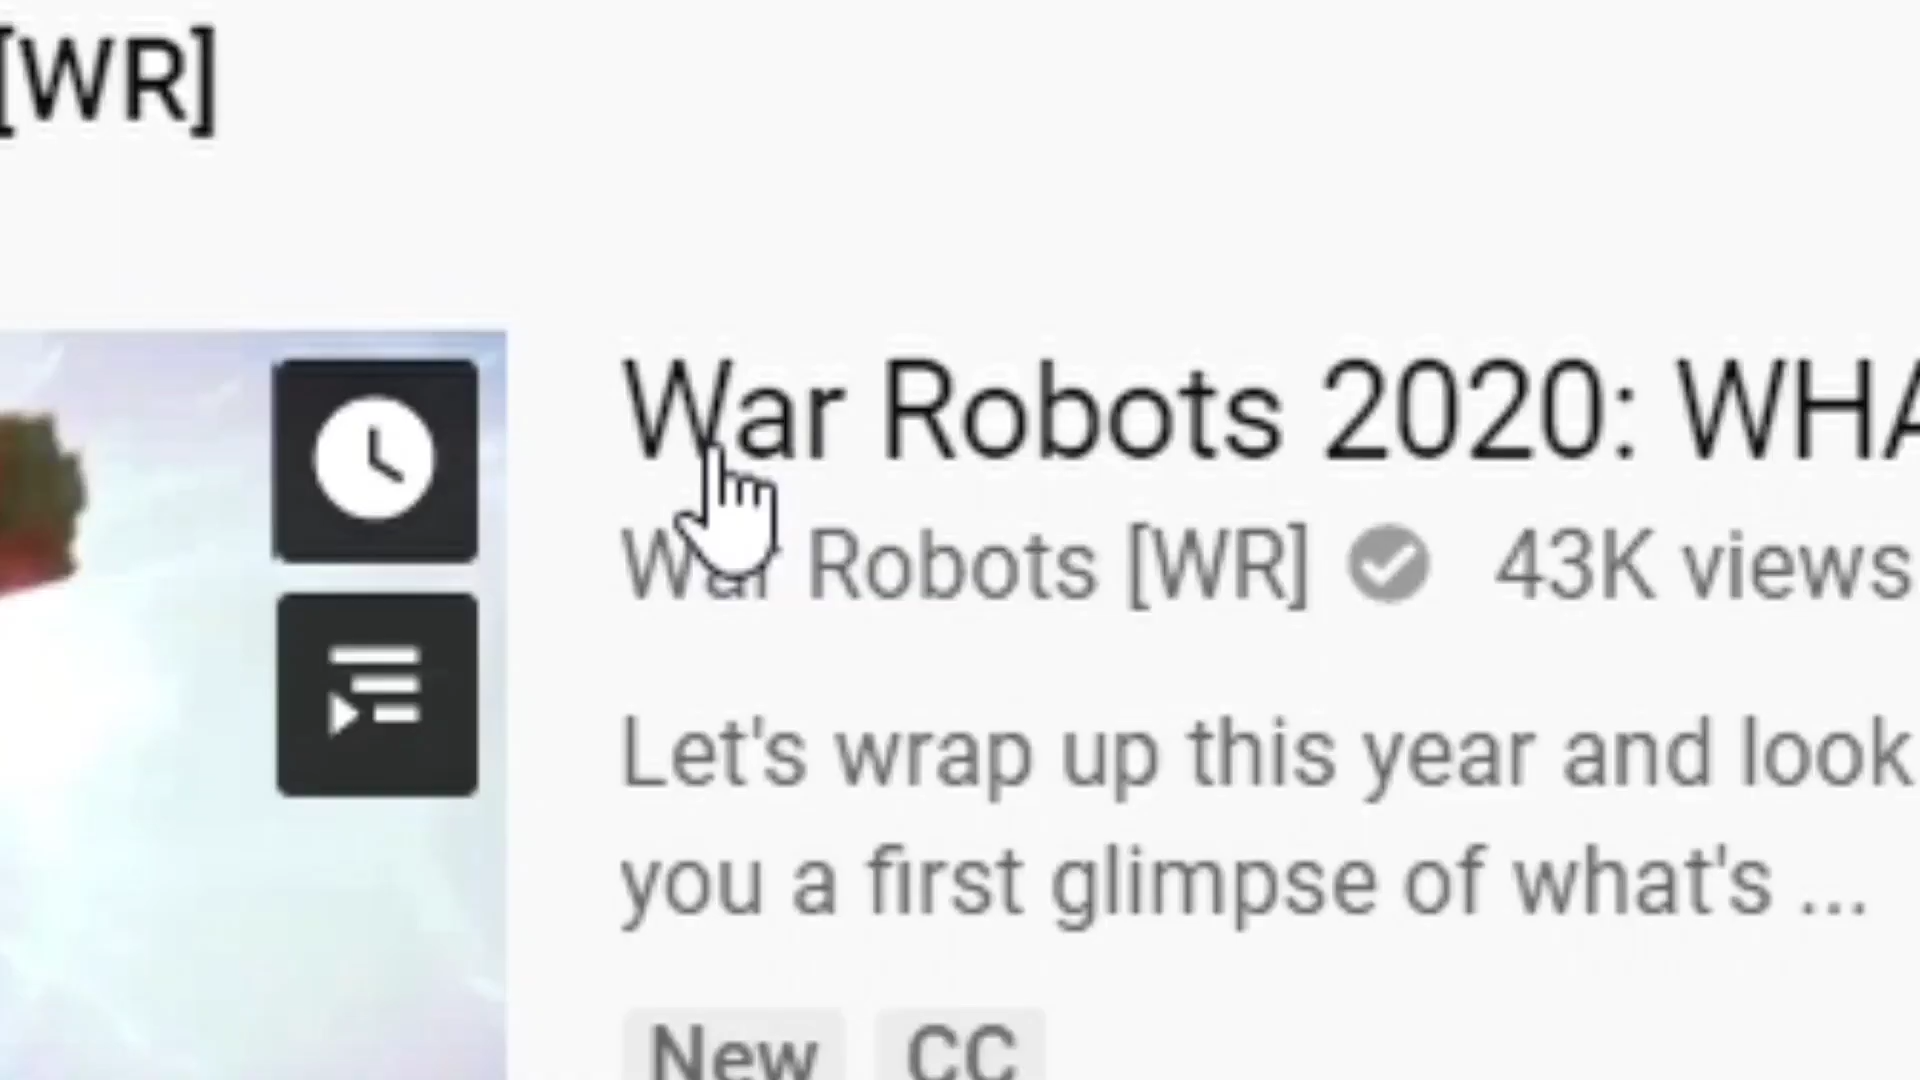 [WR]
War Robots 2020: WHA
War Robots [WR] 43K views
Let's wrap up this year and look
you a first glimpse of what's ...
New CC